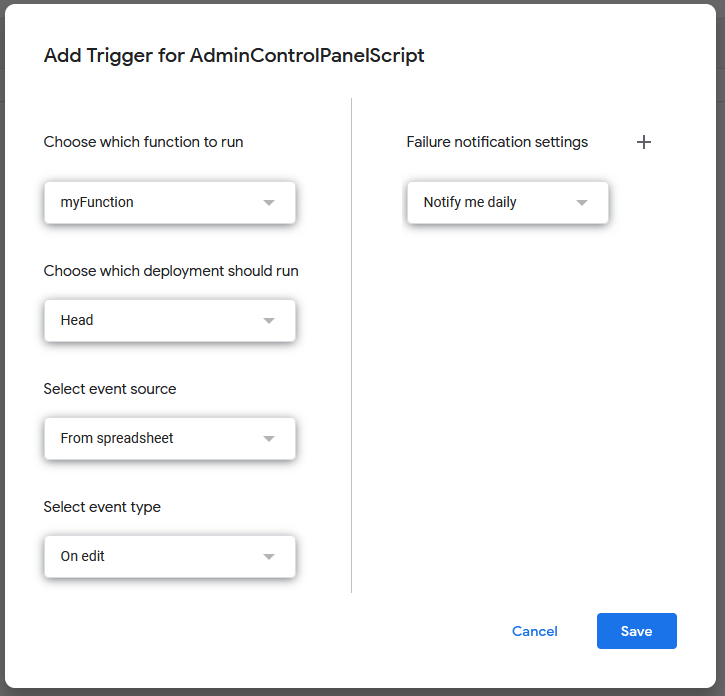 Add Trigger for AdminControlPanelScript
Choose which function to run
myFunction
Choose which deployment should run
Head
Select event source
From spreadsheet
Select event type
On edit
Failure notification settings
Notify me daily
Cancel
Save